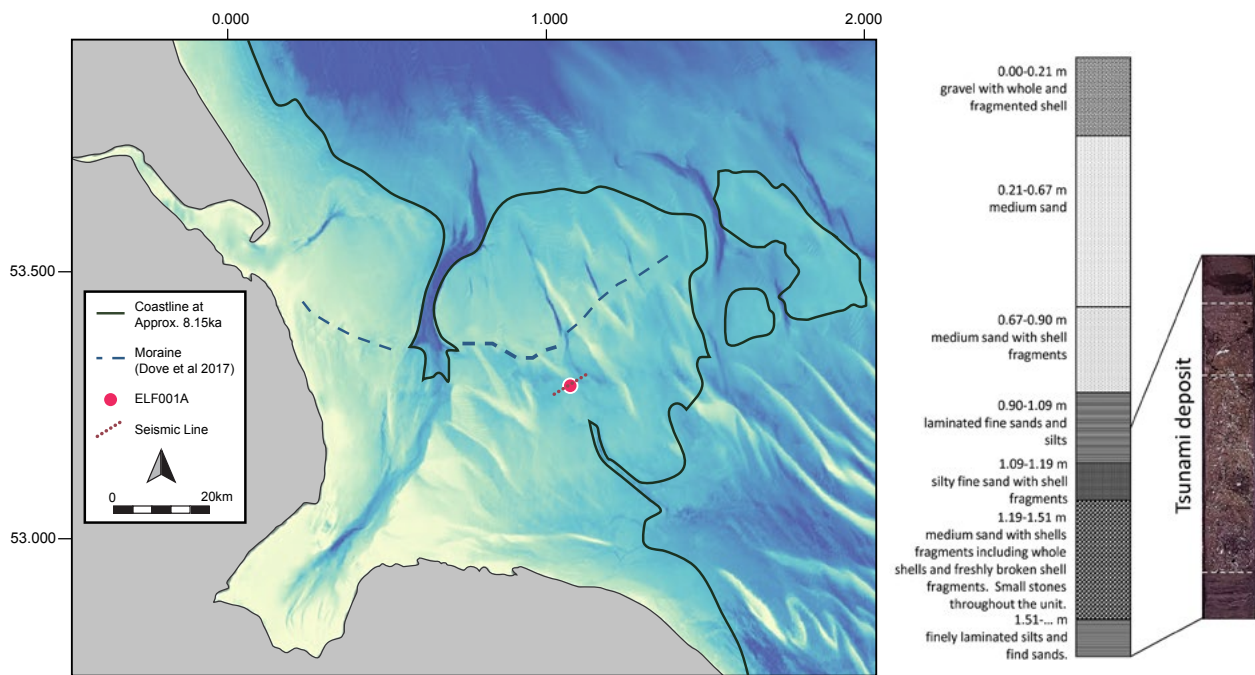 0.000
1.000
2.000
53.500
53.000
Coastline at
Approx. 8.15ka
Moraine
(Dove et al 2017)
ELF001A
Seismic Line
0
20km
0.00-0.21 m
gravel with whole and
fragmented shell
0.21-0.67 m
medium sand
0.67-0.90 m
medium sand with shell
fragments
0.90-1.09 m
laminated fine sands and
silts
1.09-1.19 m
silty fine sand with shell
fragments
1.19-1.51 m
medium sand with shells
fragments including whole
shells and freshly broken shell
fragments. Small stones
throughout the unit.
1.51-... m
finely laminated silts and
find sands.
Tsunami deposit